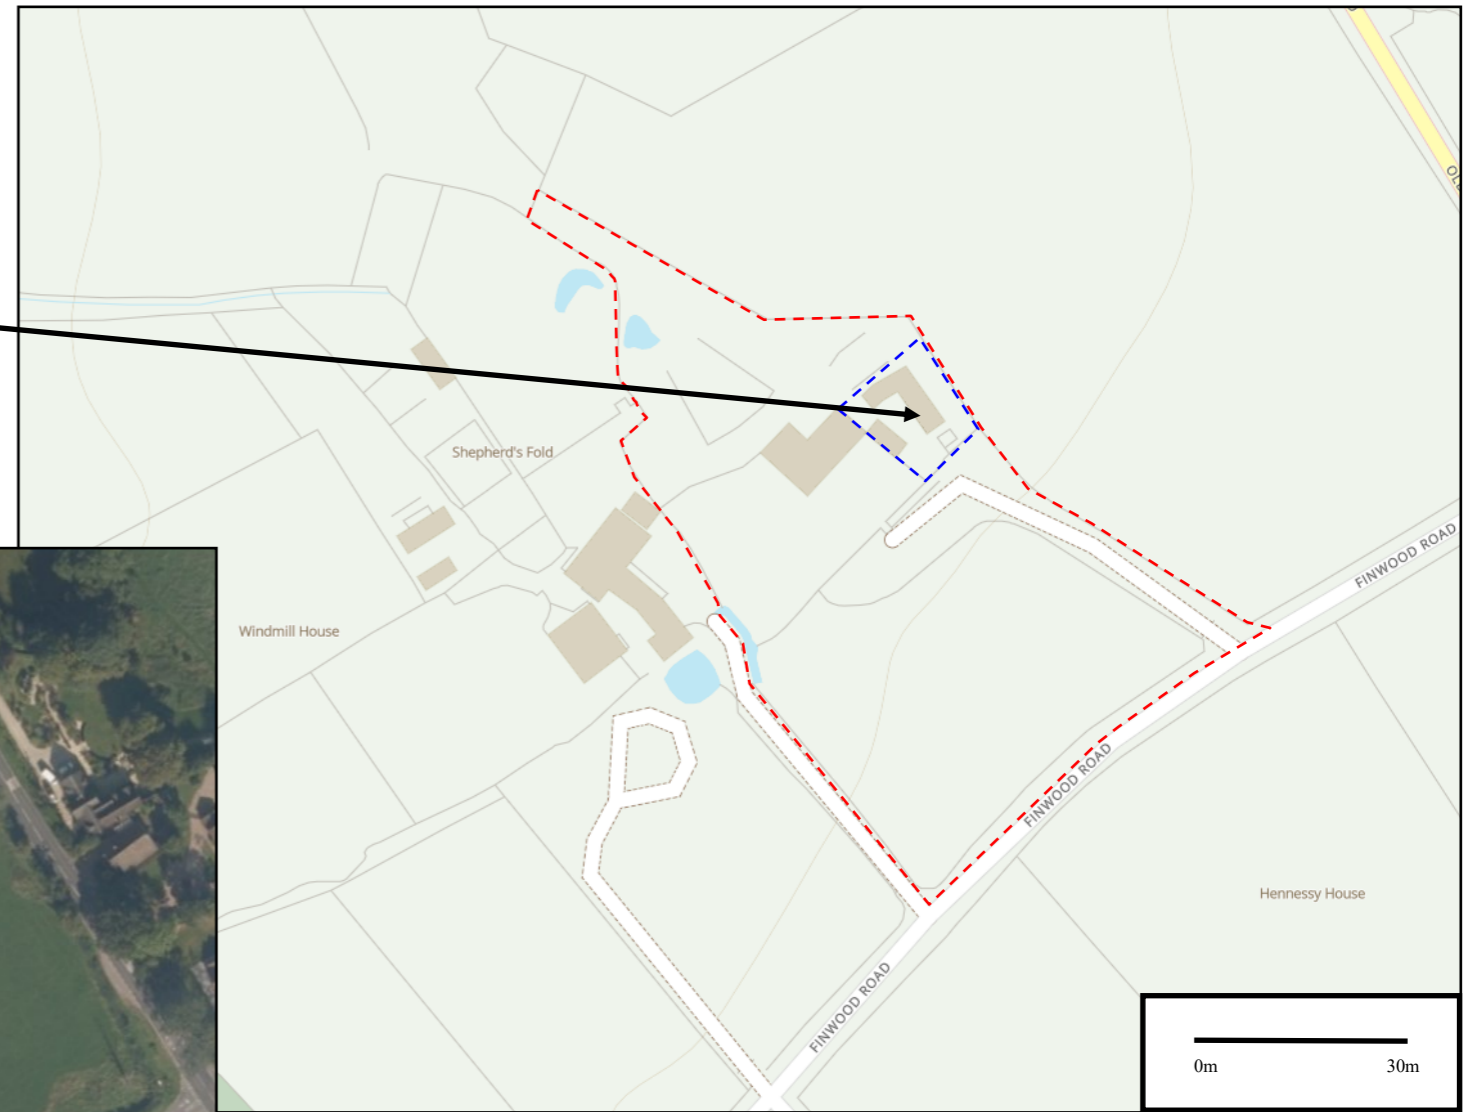 Shepherd's Fold
FINWOOD ROAD
Windmill House
FINWOOD ROAD
Hennessy House
FINWOOD ROAD
0m 30m